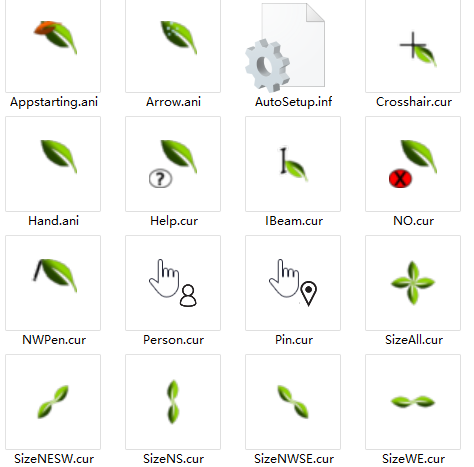 Appstarting.ani
Arrow.ani
AutoSetup.inf
Crosshair.cur
?
X
Hand.ani
Help.cur
IBeam.cur
NO.cur
NWPen.cur
Person.cur
Pin.cur
SizeAll.cur
SizeNESW.cur
SizeNS.cur
SizeNWSE.cur
SizeWE.cur